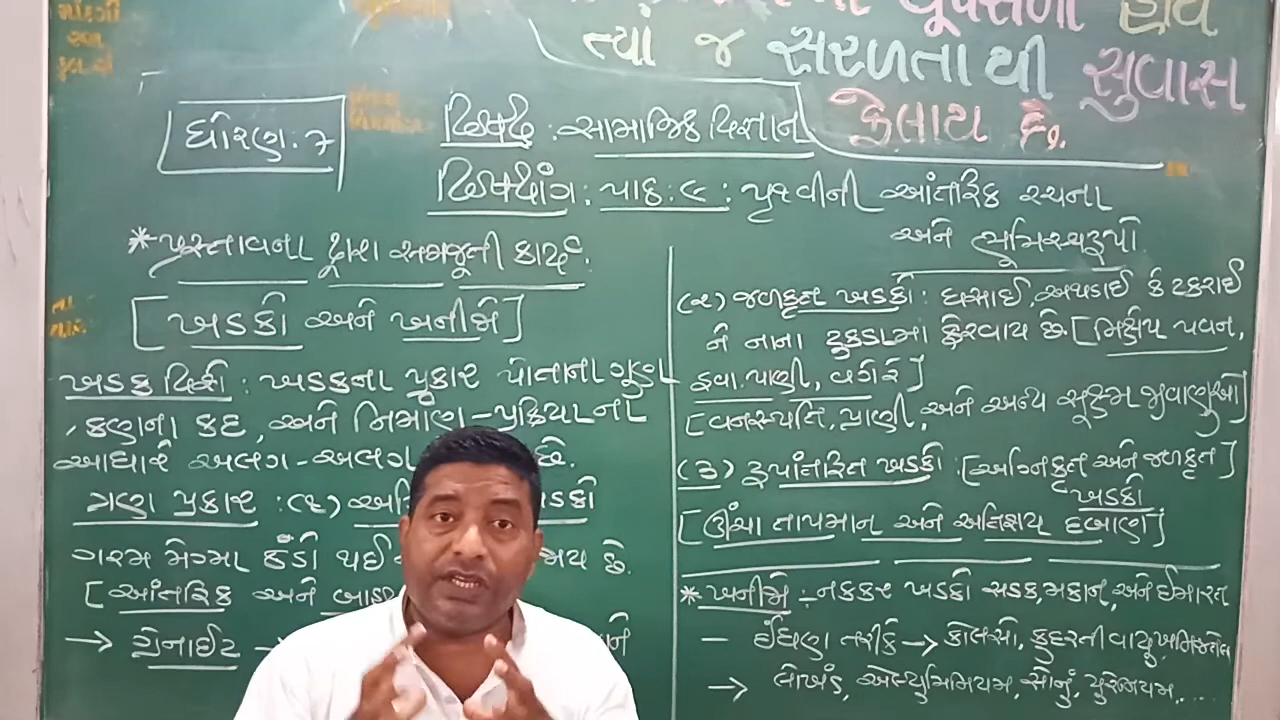 પૂર્વસળી હોય
ત્યાં જ સરળતાથી સુવાસ
ફેલાય છે.
ધોરણ : ૭
વિષય : સામાજિક વિજ્ઞાન
વિષયાંગ : પાઠ : ૯ : પૃથ્વીની આંતરિક રચના
અને ભૂમિસ્વરૂપો.
* પ્રસ્તાવના દ્વારા સમજૂતી કાર્ય.
[ ખડકો અને ખનીજો ]
ખડક વિશે : ખડકના પ્રકાર પોતાના ગુણ
, કણના કદ, અને નિર્માણ - પ્રક્રિયાના
આધારે અલગ - અલગ છે.
ત્રણ પ્રકાર : (૧) ખડકો
ગરમ મેગ્મા ઠંડો થઈ છે.
[ આંતરિક અને
→ ગ્રેનાઈટ →
(૨) જળકૃત ખડકો : ઘસાઈ, અથડાઈ કે ટકરાઈ
ને નાના ટુકડામાં ફેરવાય છે. [ નિક્ષેપ પવન,
હવા. પાણી, વગેરે ]
[ વનસ્પતિ, પ્રાણી, અને અન્ય સૂક્ષ્મ જીવાણુઓ ]
(૩) રૂપાંતરિત ખડકો : [ અગ્નિકૃત અને જળકૃત ]
ખડકો
[ ઊંચા તાપમાન અને અતિશય દબાણ ]
* ખનીજો :- નક્કર ખડકો સડક, મકાન, અને ઈમારત
- ઈંધણ તરીકે → કોલસો, કુદરતી વાયુ, ખનિજતેલ
→ લોખંડ, એલ્યુમિનિયમ, સોનું, યુરેનિયમ, ....